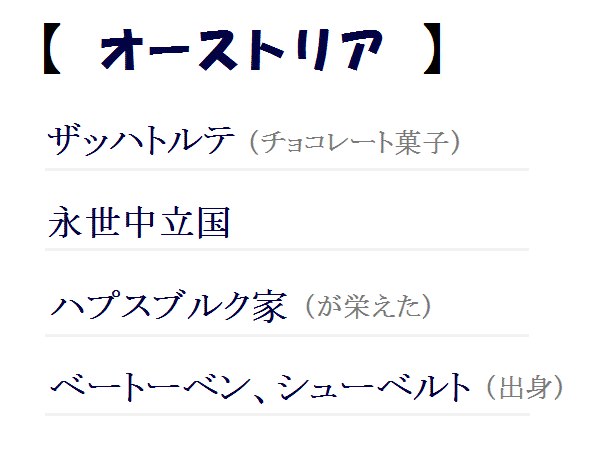 【 オーストリア 】
ザッハトルテ（チョコレート菓子）
永世中立国
ハプスブルク家（が栄えた）
ベートーベン、シューベルト（出身）